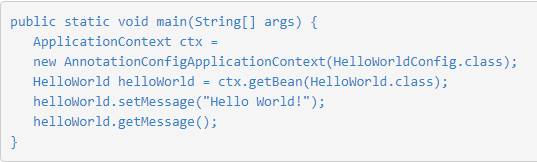 public static void main(String[] args) {
   ApplicationContext ctx =
   new AnnotationConfigApplicationContext(HelloWorldConfig.class);
   HelloWorld helloWorld = ctx.getBean(HelloWorld.class);
   helloWorld.setMessage("Hello World!");
   helloWorld.getMessage();
}